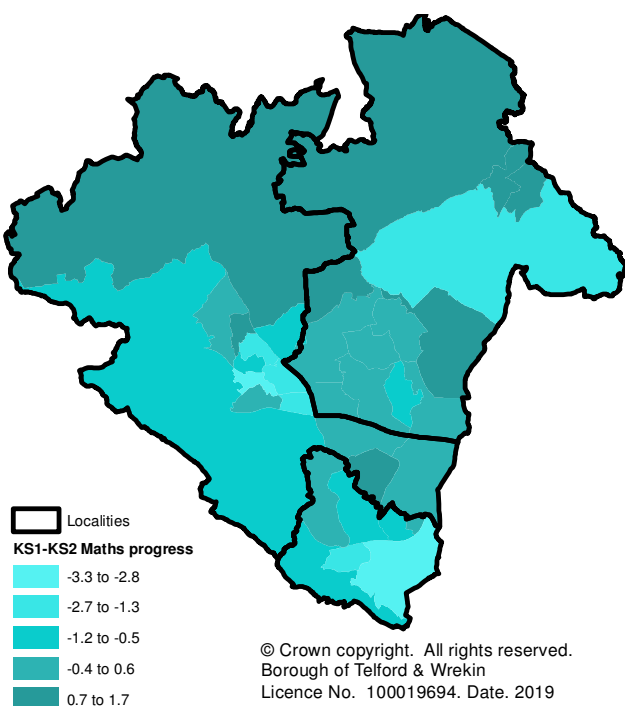 Localities
KS1-KS2 Maths progress
-3.3 to -2.8
-2.7 to -1.3
-1.2 to -0.5
-0.4 to 0.6
0.7 to 1.7
© Crown copyright. All rights reserved.
Borough of Telford & Wrekin
Licence No. 100019694. Date. 2019